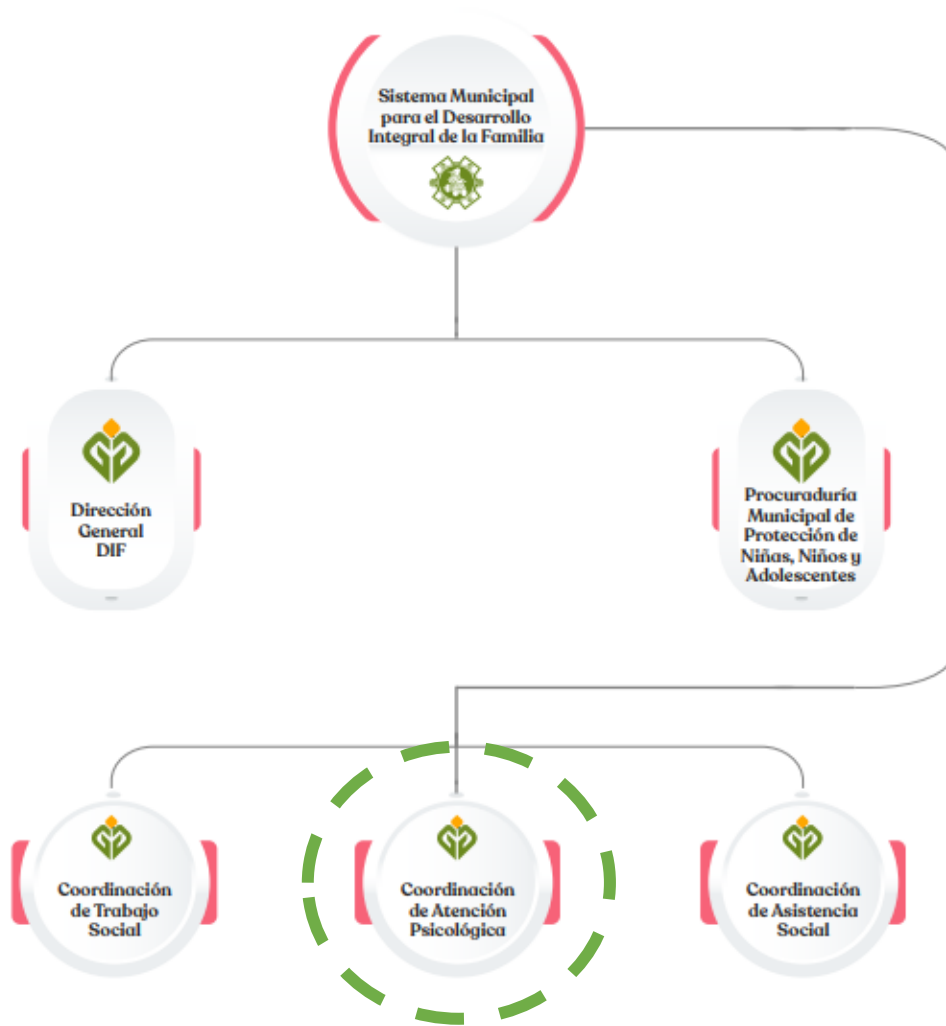 Sistema Municipal
para el Desarrollo
Integral de la Familia
Dirección
General
DIF
Procuraduría
Municipal de
Protección de
Niñas, Niños y
Adolescentes
Coordinación
de Trabajo
Social
Coordinación
de Atención
Psicológica
Coordinación
de Asistencia
Social